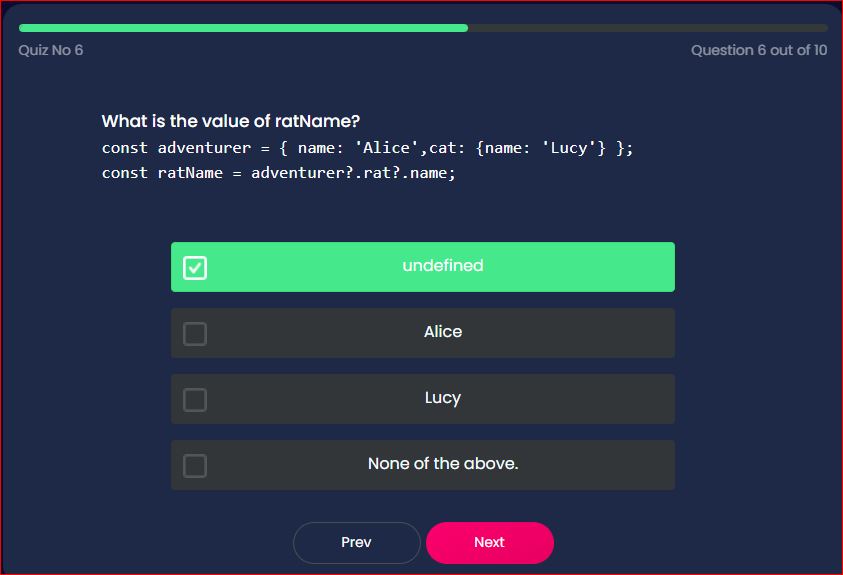 Quiz No 6
Question 6 out of 10
What is the value of ratName?
const adventurer = { name: 'Alice',cat: {name: 'Lucy'} };
const ratName = adventurer?.rat?.name;
undefined
Alice
Lucy
None of the above.
Prev
Next